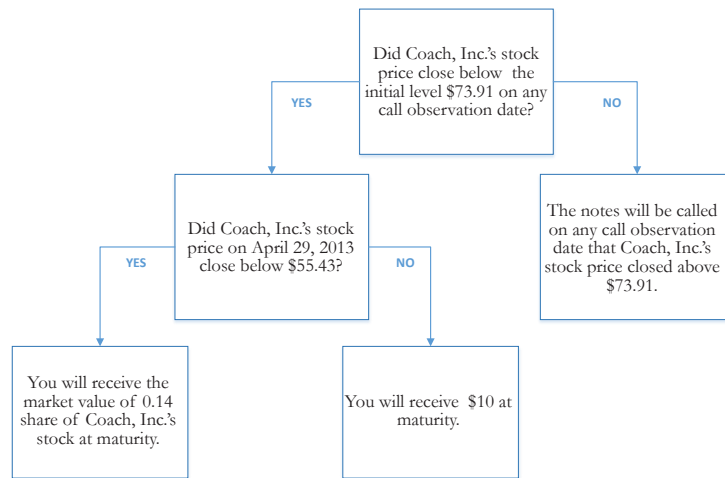 Did Coach, Inc.'s stock
price close below the
initial level $73.91 on any
call observation date?
YES
NO
Did Coach, Inc.'s stock
price on April 29, 2013
close below $55.43?
The notes will be called
on any call observation
date that Coach, Inc.'s
stock price closed above
$73.91.
YES
NO
You will receive the
market value of 0.14
share of Coach, Inc.'s
stock at maturity.
You will receive $10 at
maturity.